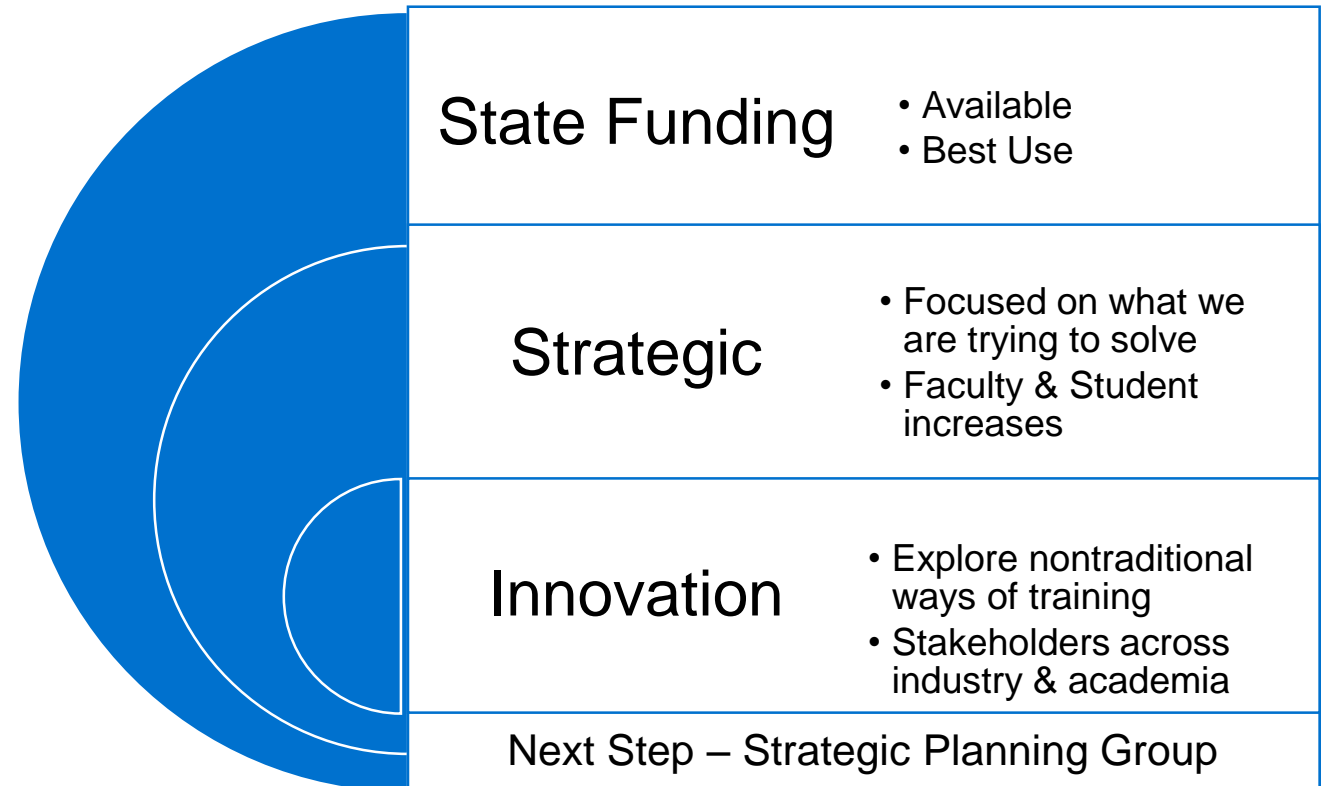 State Funding
• Available
• Best Use
Strategic
• Focused on what we
are trying to solve
• Faculty & Student
increases
Innovation
• Explore nontraditional
ways of training
• Stakeholders across
industry & academia
Next Step – Strategic Planning Group